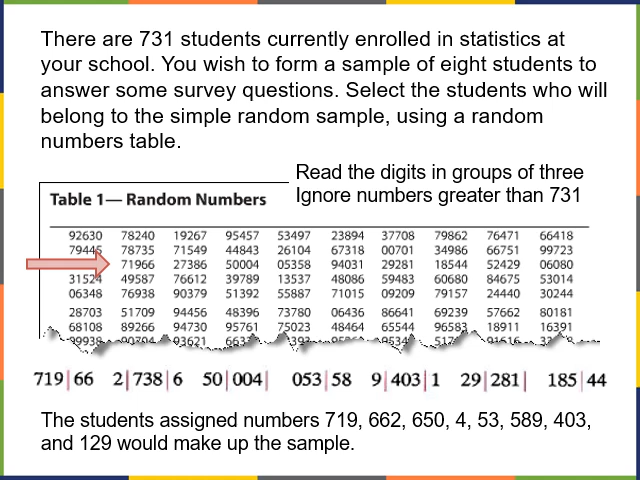 There are 731 students currently enrolled in statistics at
your school. You wish to form a sample of eight students to
answer some survey questions. Select the students who will
belong to the simple random sample, using a random
numbers table.
Read the digits in groups of three
Ignore numbers greater than 731
Table 1— Random Numbers
92630 78240 19267 95457 53497 23894 37708 79862 76471 66418
79445 78735 71549 44843 26104 67318 00701 34986 66751 99723
71966 27386 50004 05358 94031 29281 18544 52429 06080
31524 49587 76612 39789 13537 48086 59483 60680 84675 53014
06348 76938 90379 51392 55887 71015 09209 79157 24440 30244
28703 51709 94456 48396 73780 06436 86641 69239 57662 80181
68108 89266 94730 95761 75023 48464 65544 96583 18911 16391
719|66 2|738|6 50|004| 053|58 9|403|1 29|281| 185|44
The students assigned numbers 719, 662, 650, 4, 53, 589, 403,
and 129 would make up the sample.